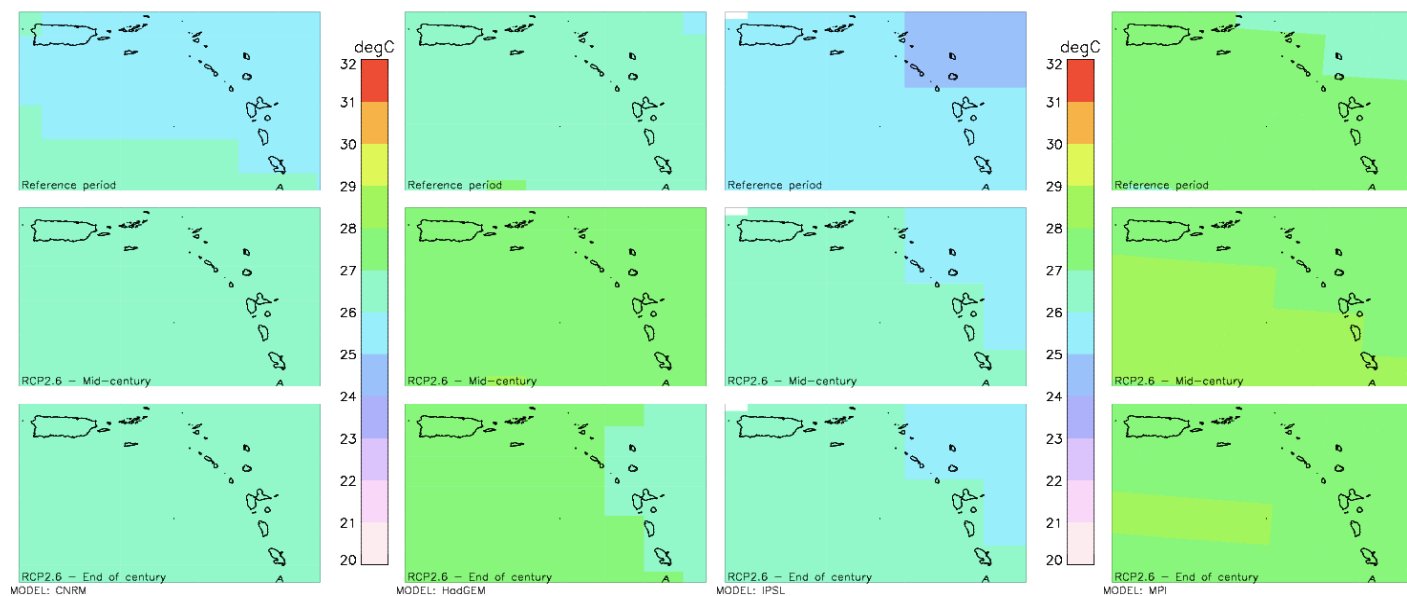 degC
32
31
30
29
28
27
26
25
24
23
22
21
20
degC
32
31
30
29
28
27
26
25
24
23
22
21
20
Reference period
Reference period
Reference period
Reference period
RCP2.6 – Mid–century
RCP2.6 – Mid–century
RCP2.6 – Mid–century
RCP2.6 – Mid–century
RCP2.6 – End of century
RCP2.6 – End of century
RCP2.6 – End of century
RCP2.6 – End of century
MODEL: CNRM
MODEL: HadGEM
MODEL: IPSL
MODEL: MPI